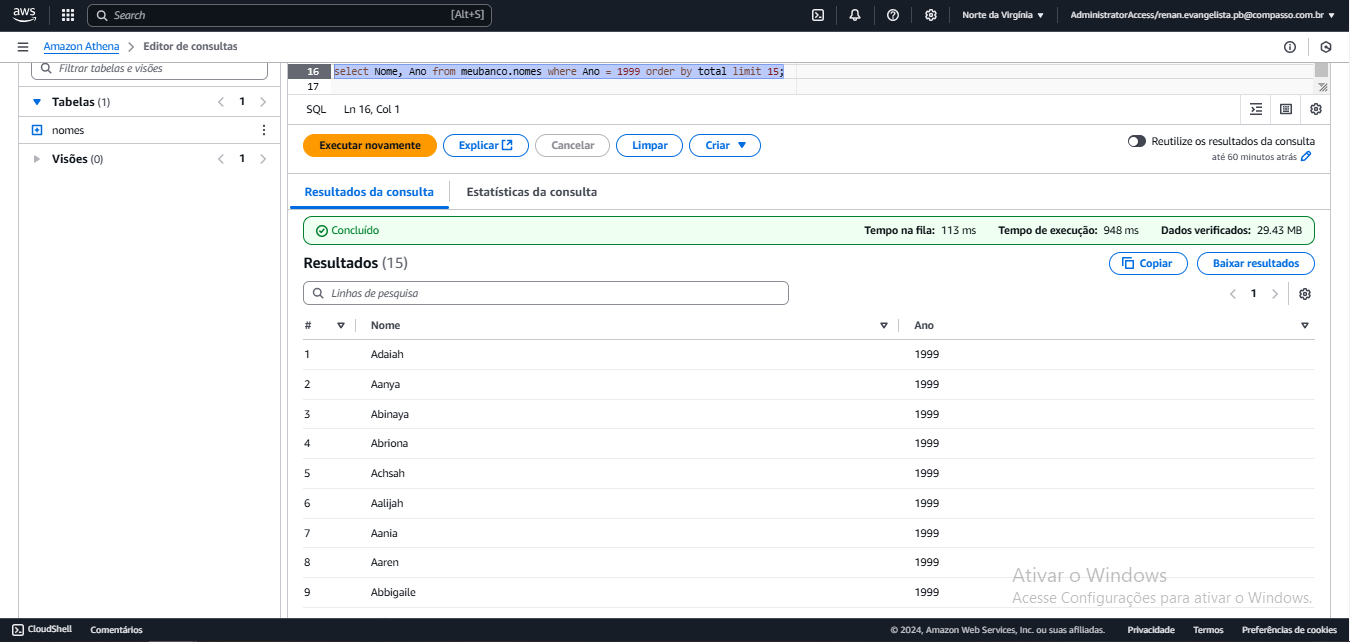 aws
Search [Alt+S]
Norte da Virgínia ▼
AdministratorAccess/renan.evangelista.pb@compasso.com.br ▼
Amazon Athena > Editor de consultas
Filtrar tabelas e visões
Tabelas (1) < 1 >
nomes
Visões (0) < 1 >
16 select Nome, Ano from meubanco.nomes where Ano = 1999 order by total limit 15;
17
SQL Ln 16, Col 1
Executar novamente Explicar Cancelar Limpar Criar ▼
Reutilize os resultados da consulta
até 60 minutos atrás
Resultados da consulta Estatísticas da consulta
Concluído Tempo na fila: 113 ms Tempo de execução: 948 ms Dados verificados: 29.43 MB
Resultados (15) Copiar Baixar resultados
Linhas de pesquisa < 1 >
# Nome Ano
1 Adaiah 1999
2 Aanya 1999
3 Abinaya 1999
4 Abriona 1999
5 Achsah 1999
6 Aalijah 1999
7 Aania 1999
8 Aaren 1999
9 Abbigaile 1999
Ativar o Windows
Acesse Configurações para ativar o Windows.
CloudShell Comentários © 2024, Amazon Web Services, Inc. ou suas afiliadas. Privacidade Termos Preferências de cookies